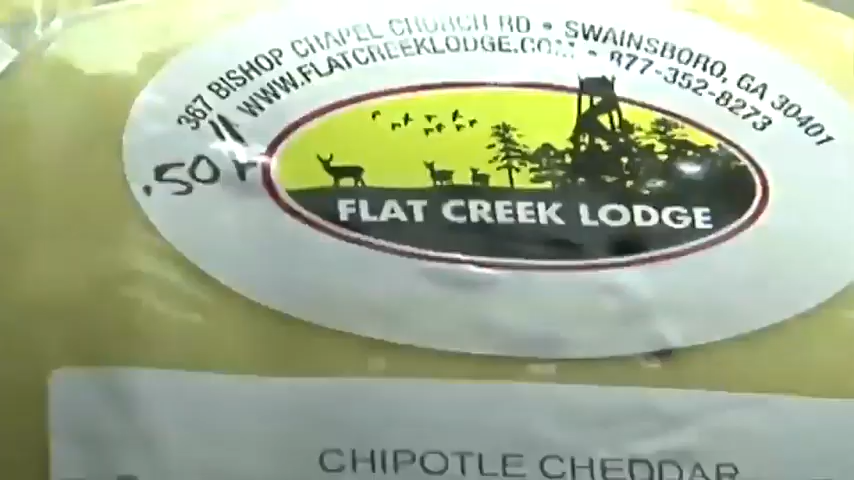 367 BISHOP CHAPEL CHURCH RD • SWAINSBORO, GA 30401
WWW.FLATCREEKLODGE.COM • 877-352-8273
.50
FLAT CREEK LODGE
CHIPOTLE CHEDDAR